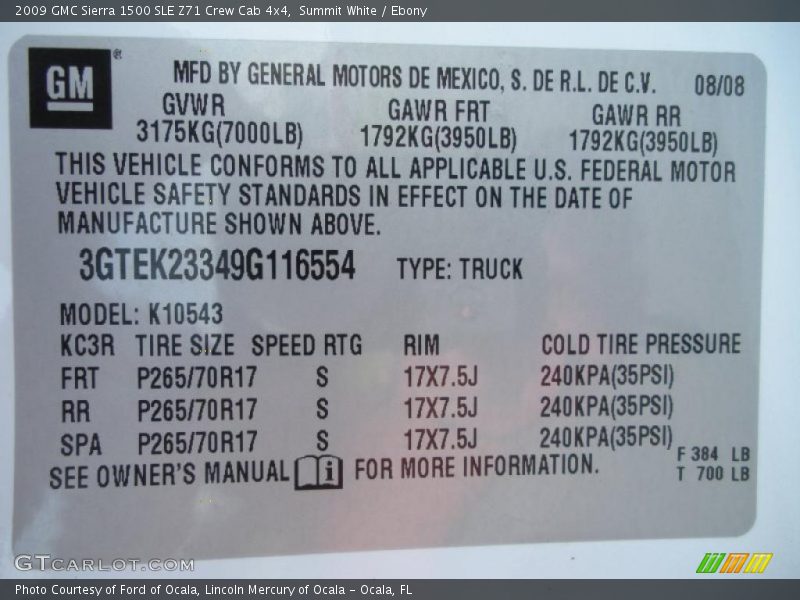 2009 GMC Sierra 1500 SLE Z71 Crew Cab 4x4, Summit White / Ebony
GM ®
MFD BY GENERAL MOTORS DE MEXICO, S. DE R.L. DE C.V. 08/08
GVWR GAWR FRT GAWR RR
3175KG(7000LB) 1792KG(3950LB) 1792KG(3950LB)
THIS VEHICLE CONFORMS TO ALL APPLICABLE U.S. FEDERAL MOTOR
VEHICLE SAFETY STANDARDS IN EFFECT ON THE DATE OF
MANUFACTURE SHOWN ABOVE.
3GTEK23349G116554 TYPE: TRUCK
MODEL: K10543
KC3R TIRE SIZE SPEED RTG RIM COLD TIRE PRESSURE
FRT P265/70R17 S 17X7.5J 240KPA(35PSI)
RR P265/70R17 S 17X7.5J 240KPA(35PSI)
SPA P265/70R17 S 17X7.5J 240KPA(35PSI)
SEE OWNER'S MANUAL i FOR MORE INFORMATION.
F 384 LB
T 700 LB
GTCARLOT.COM
Photo Courtesy of Ford of Ocala, Lincoln Mercury of Ocala - Ocala, FL